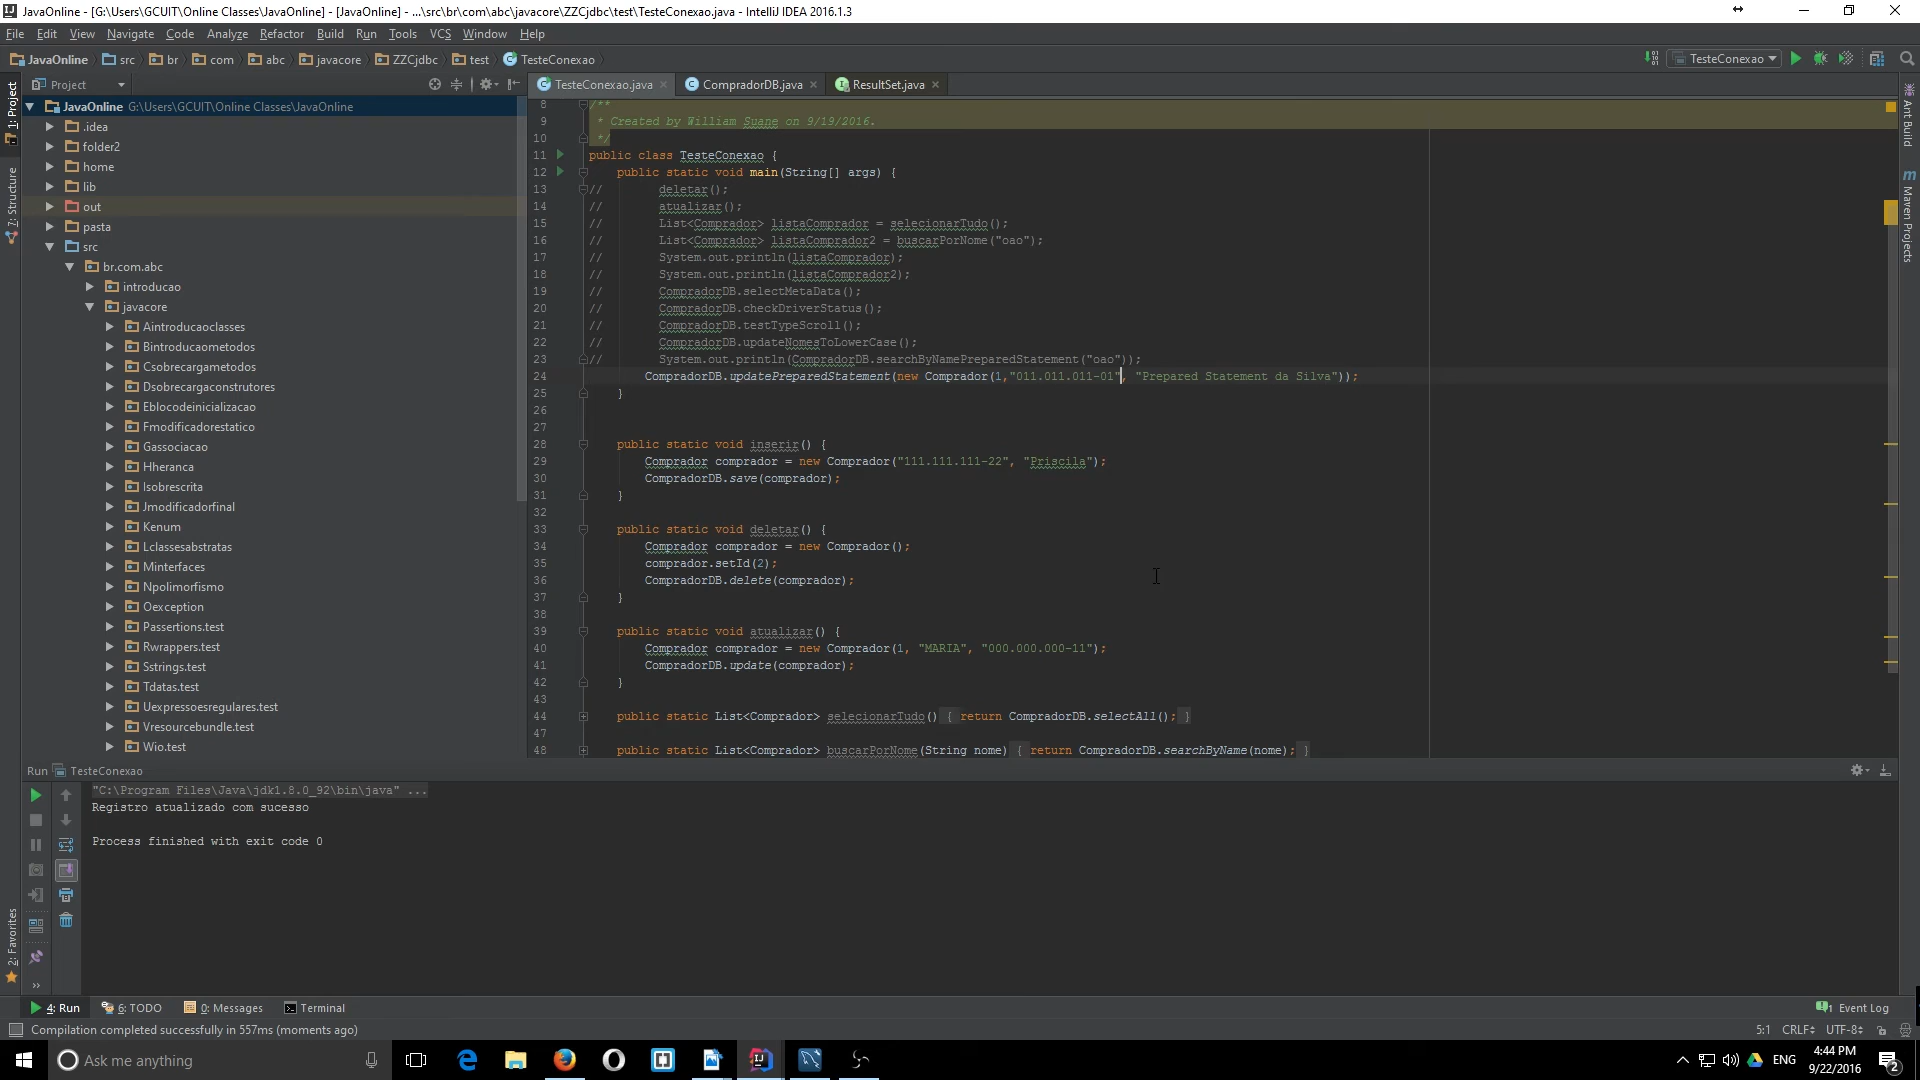 JavaOnline - [G:\Users\GCUIT\Online Classes\JavaOnline] - [JavaOnline] - ...\src\br\com\abc\javacore\ZZCjdbc\test\TesteConexao.java - IntelliJ IDEA 2016.1.3
File Edit View Navigate Code Analyze Refactor Build Run Tools VCS Window Help
JavaOnline src br com abc javacore ZZCjdbc test TesteConexao
TesteConexao
Project
TesteConexao.java CompradorDB.java ResultSet.java
1: Project
7: Structure
2: Favorites
JavaOnline G:\Users\GCUIT\Online Classes\JavaOnline
.idea
folder2
home
lib
out
pasta
src
br.com.abc
introducao
javacore
Aintroducaoclasses
Bintroducaometodos
Csobrecargametodos
Dsobrecargaconstrutores
Eblocodeinicializacao
Fmodificadorestatico
Gassociacao
Hheranca
Isobrescrita
Jmodificadorfinal
Kenum
Lclassesabstratas
Minterfaces
Npolimorfismo
Oexception
Passertions.test
Rwrappers.test
Sstrings.test
Tdatas.test
Uexpressoesregulares.test
Vresourcebundle.test
Wio.test
8 /**
9 * Created by William Suane on 9/19/2016.
10 */
11 public class TesteConexao {
12 public static void main(String[] args) {
13 // deletar();
14 // atualizar();
15 // List<Comprador> listaComprador = selecionarTudo();
16 // List<Comprador> listaComprador2 = buscarPorNome("oao");
17 // System.out.println(listaComprador);
18 // System.out.println(listaComprador2);
19 // CompradorDB.selectMetaData();
20 // CompradorDB.checkDriverStatus();
21 // CompradorDB.testTypeScroll();
22 // CompradorDB.updateNomesToLowerCase();
23 // System.out.println(CompradorDB.searchByNamePreparedStatement("oao"));
24 CompradorDB.updatePreparedStatement(new Comprador(1,"011.011.011-01", "Prepared Statement da Silva"));
25 }
26
27
28 public static void inserir() {
29 Comprador comprador = new Comprador("111.111.111-22", "Priscila");
30 CompradorDB.save(comprador);
31 }
32
33 public static void deletar() {
34 Comprador comprador = new Comprador();
35 comprador.setId(2);
36 CompradorDB.delete(comprador);
37 }
38
39 public static void atualizar() {
40 Comprador comprador = new Comprador(1, "MARIA", "000.000.000-11");
41 CompradorDB.update(comprador);
42 }
43
44 public static List<Comprador> selecionarTudo() { return CompradorDB.selectAll(); }
47
48 public static List<Comprador> buscarPorNome(String nome) { return CompradorDB.searchByName(nome); }
Ant Build
m Maven Projects
Run TesteConexao
"C:\Program Files\Java\jdk1.8.0_92\bin\java" ...
Registro atualizado com sucesso
Process finished with exit code 0
4: Run 6: TODO 0: Messages Terminal
1 Event Log
Compilation completed successfully in 557ms (moments ago)
5:1 CRLF UTF-8
Ask me anything
ENG
4:44 PM
9/22/2016
2